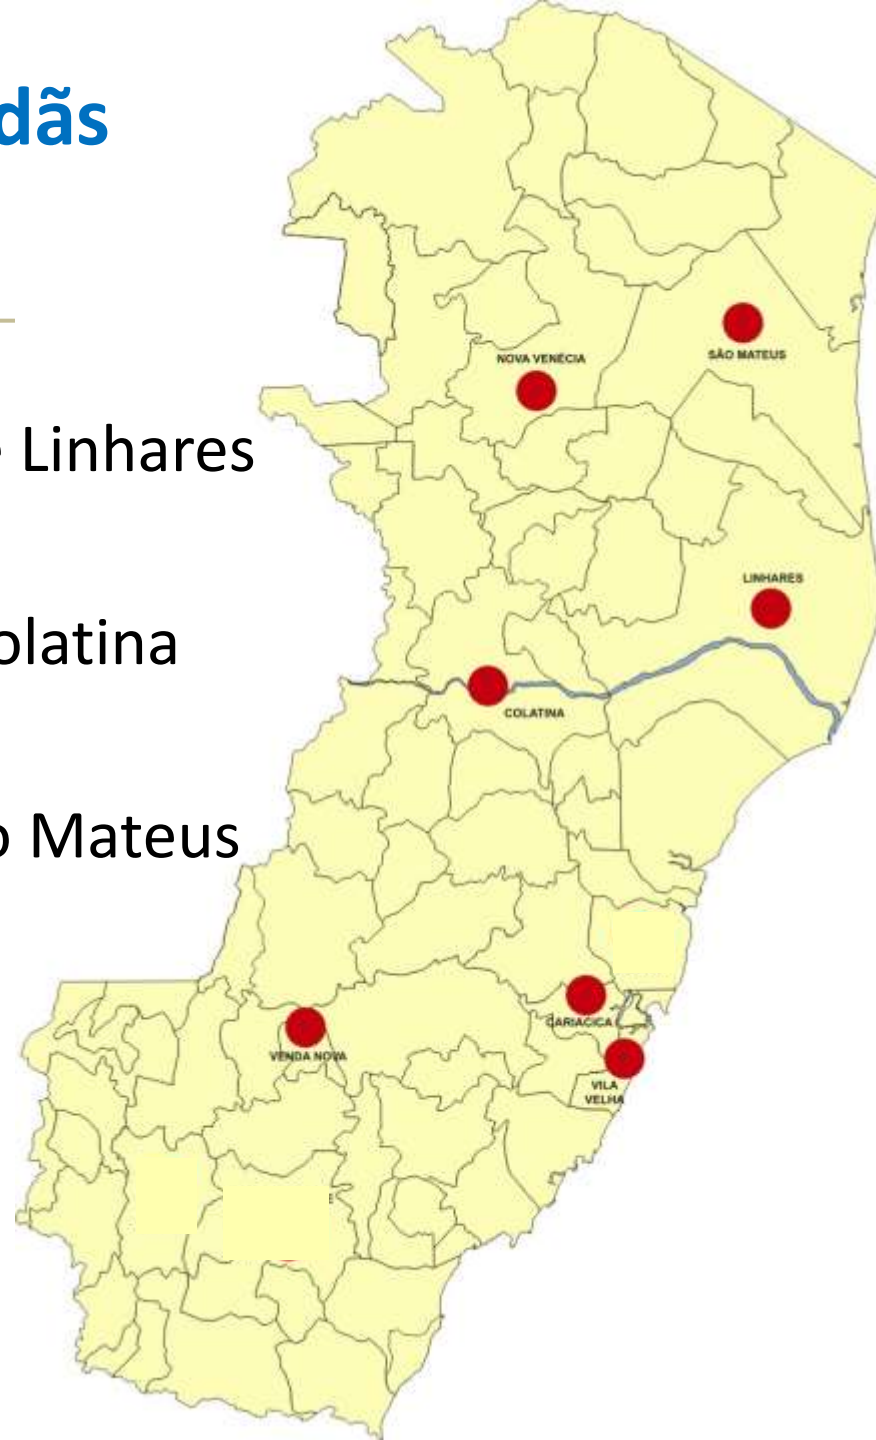 dãs
NOVA VENÉCIA
SÃO MATEUS
e Linhares
LINHARES
olatina
COLATINA
o Mateus
CARIACICA
VENDA NOVA
VILA
VELHA
E